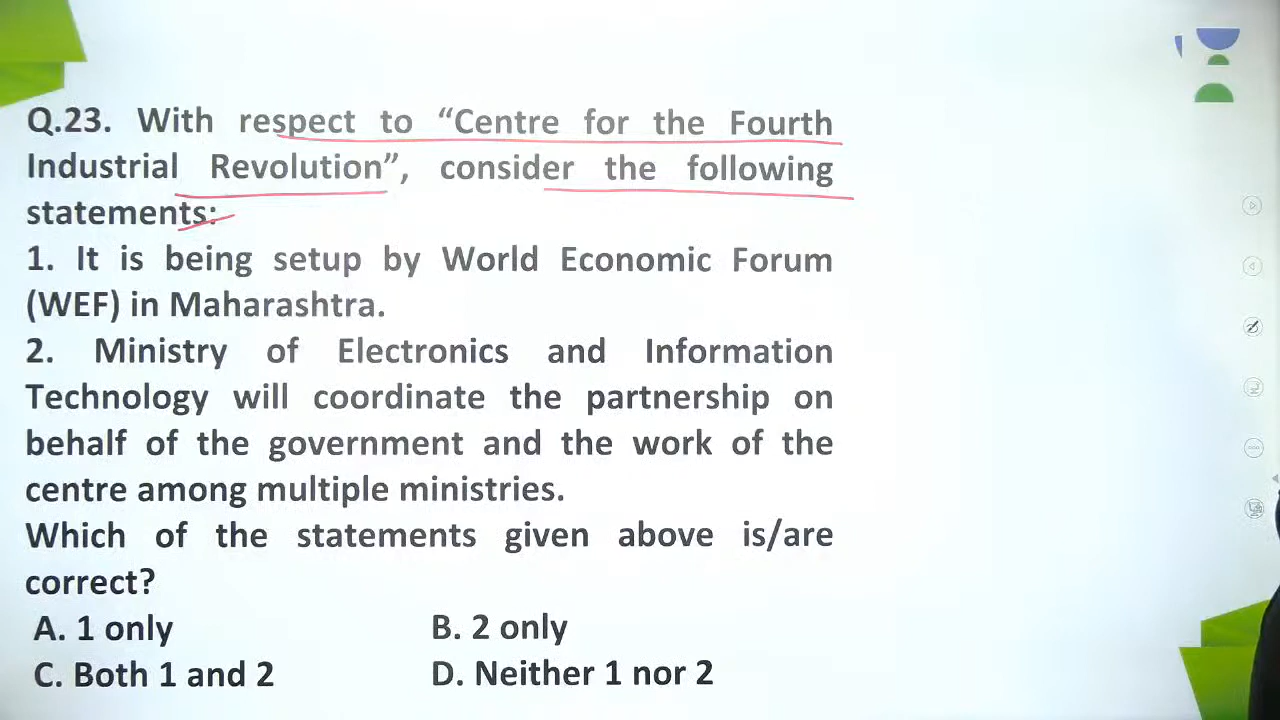 Q.23. With respect to “Centre for the Fourth
Industrial Revolution”, consider the following
statements:
1. It is being setup by World Economic Forum
(WEF) in Maharashtra.
2. Ministry of Electronics and Information
Technology will coordinate the partnership on
behalf of the government and the work of the
centre among multiple ministries.
Which of the statements given above is/are
correct?
A. 1 only
B. 2 only
C. Both 1 and 2
D. Neither 1 nor 2